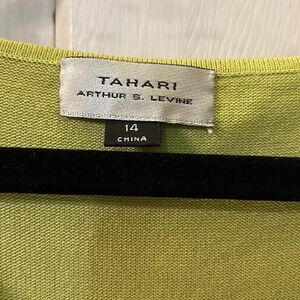 TAHARI
ARTHUR S. LEVINE
14
CHINA